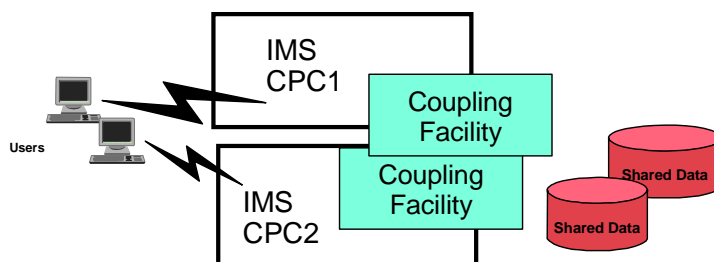 IMS
CPC1
Coupling
Facility
Users
Coupling
Facility
Shared Data
IMS
CPC2
Shared Data